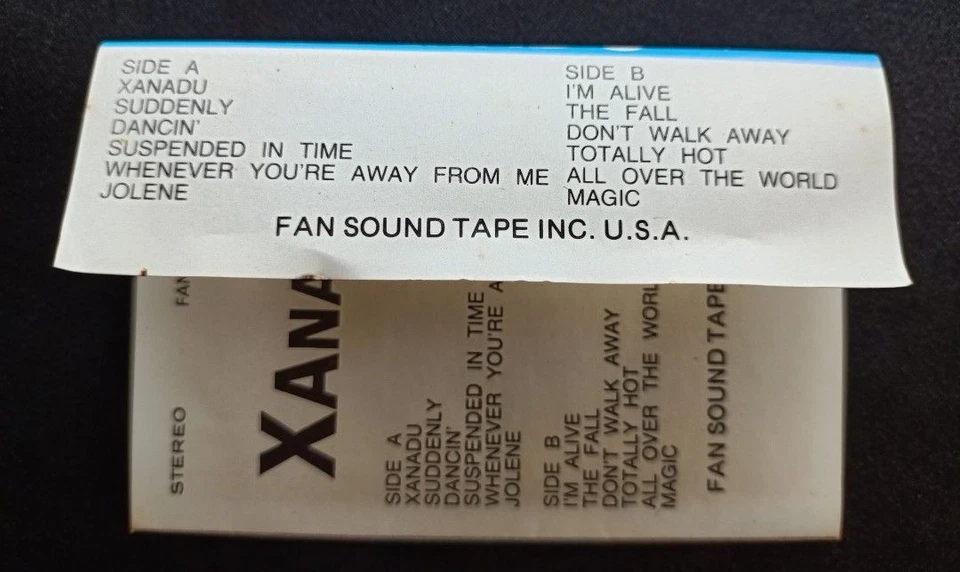 SIDE A
XANADU
SUDDENLY
DANCIN'
SUSPENDED IN TIME
WHENEVER YOU'RE AWAY FROM ME
JOLENE
SIDE B
I'M ALIVE
THE FALL
DON'T WALK AWAY
TOTALLY HOT
ALL OVER THE WORLD
MAGIC
FAN SOUND TAPE INC. U.S.A.
STEREO
FAN
XANA
SIDE A
XANADU
SUDDENLY
DANCIN'
SUSPENDED IN TIME
WHENEVER YOU'RE A
JOLENE
SIDE B
I'M ALIVE
THE FALL
DON'T WALK AWAY
TOTALLY HOT
ALL OVER THE WORL
MAGIC
FAN SOUND TAPE